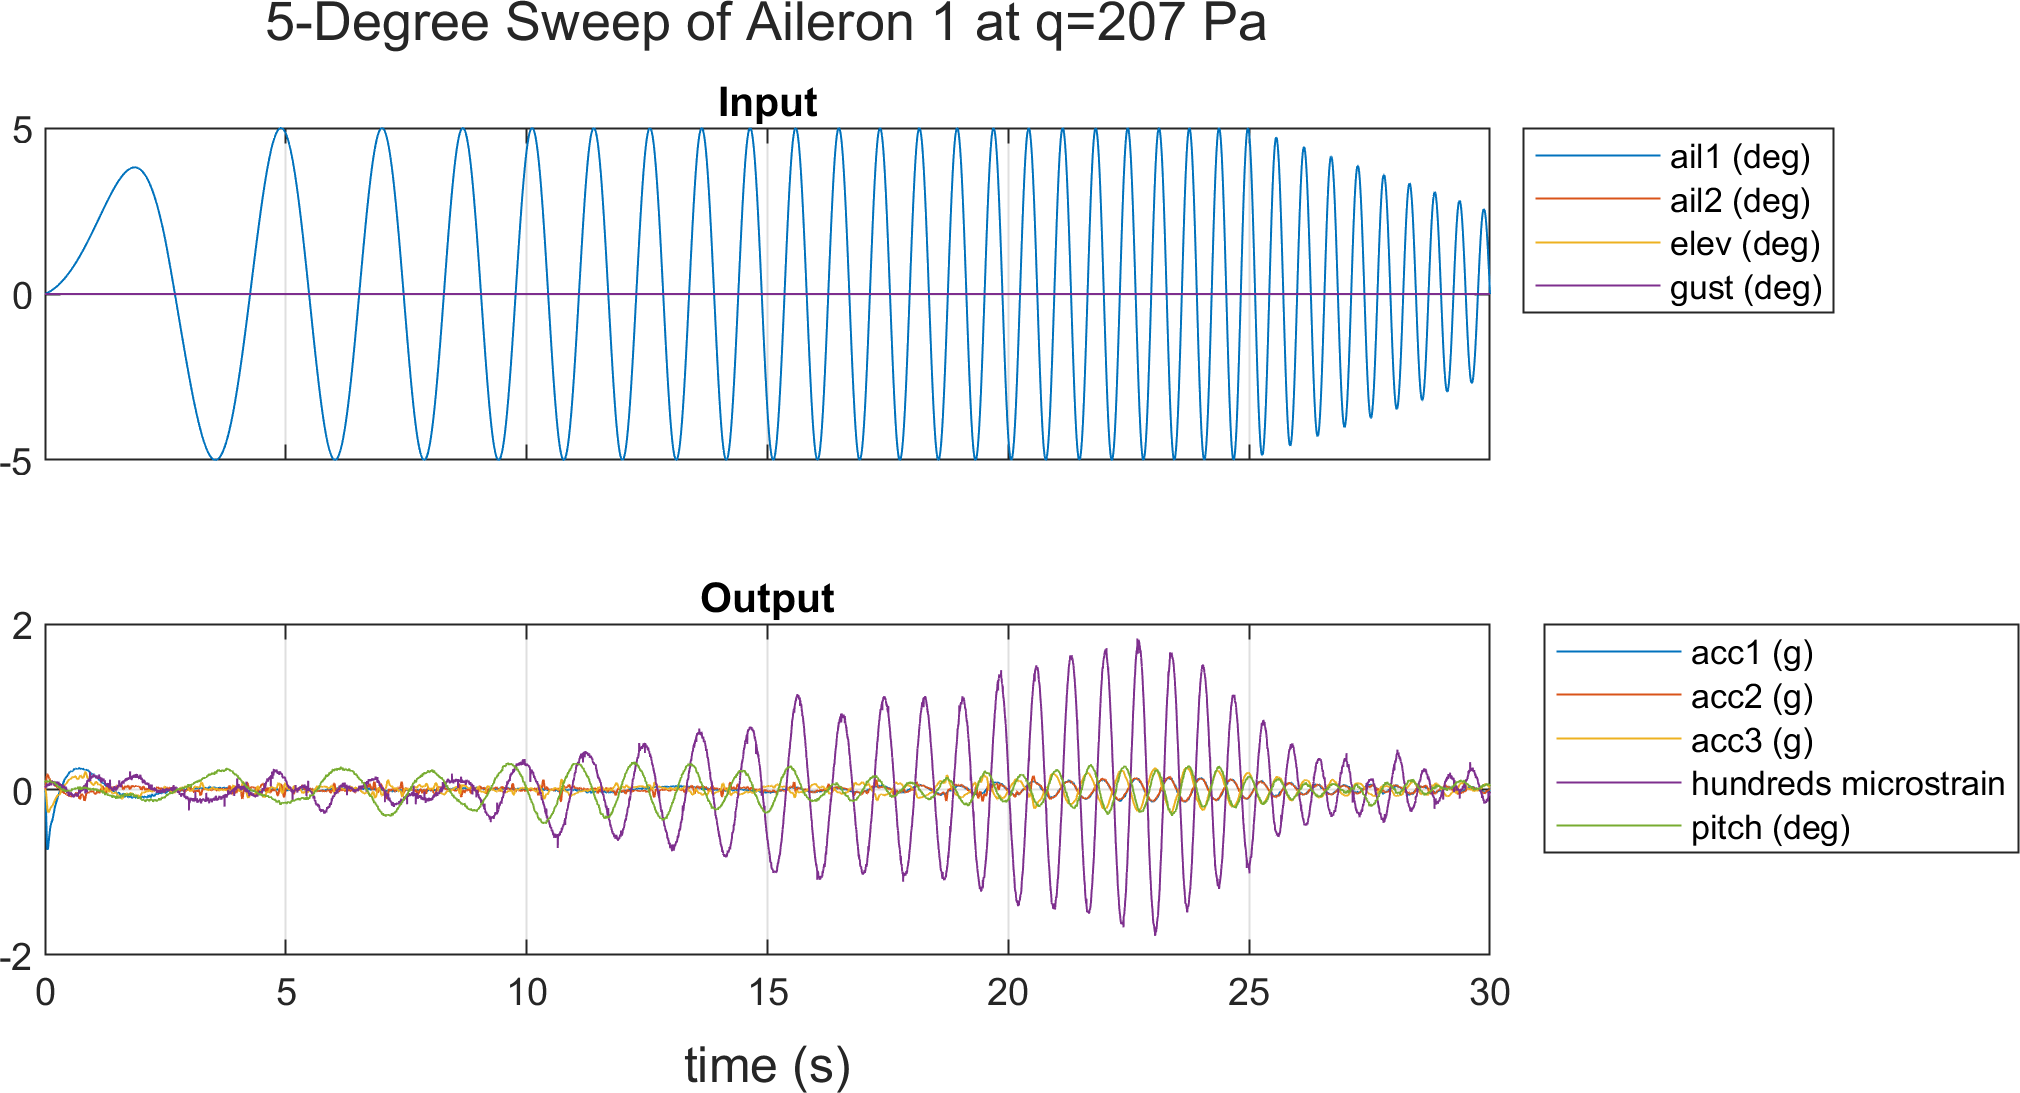 5-Degree Sweep of Aileron 1 at q=207 Pa
Input
5
0
-5
ail1 (deg)
ail2 (deg)
elev (deg)
gust (deg)
Output
2
0
-2
0 5 10 15 20 25 30
time (s)
acc1 (g)
acc2 (g)
acc3 (g)
hundreds microstrain
pitch (deg)